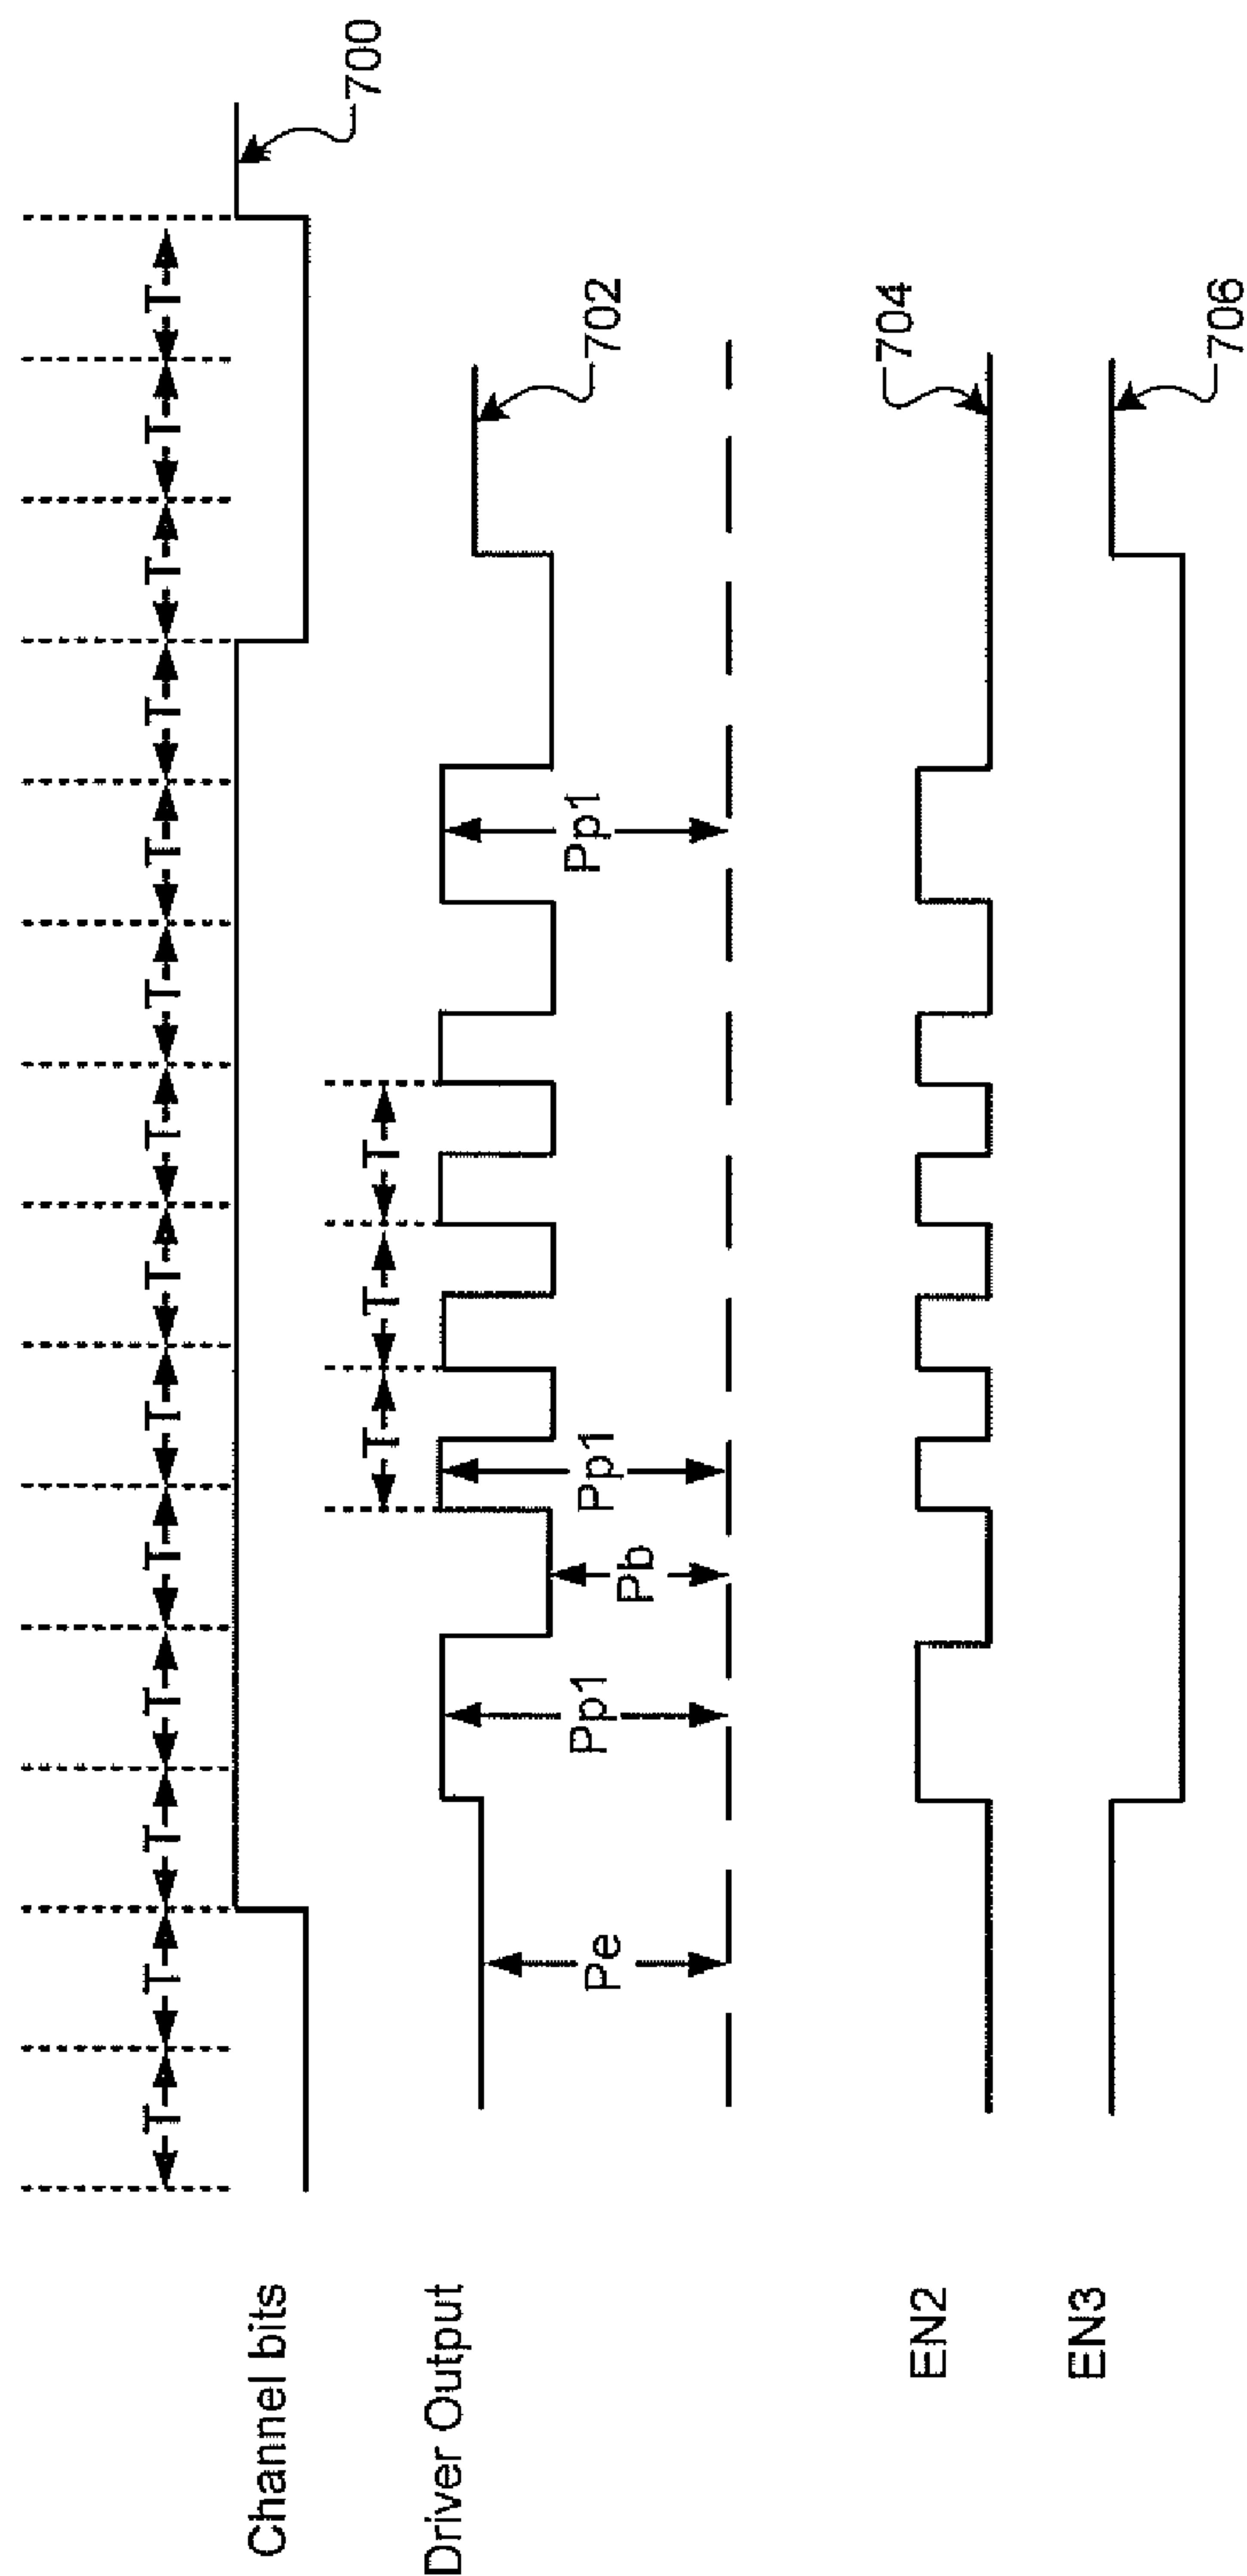 T T T T T T T T T T T T T T
Channel bits
700
T T T
Driver Output
Pe Pp1 Pb Pp1 Pp1
702
EN2
704
EN3
706